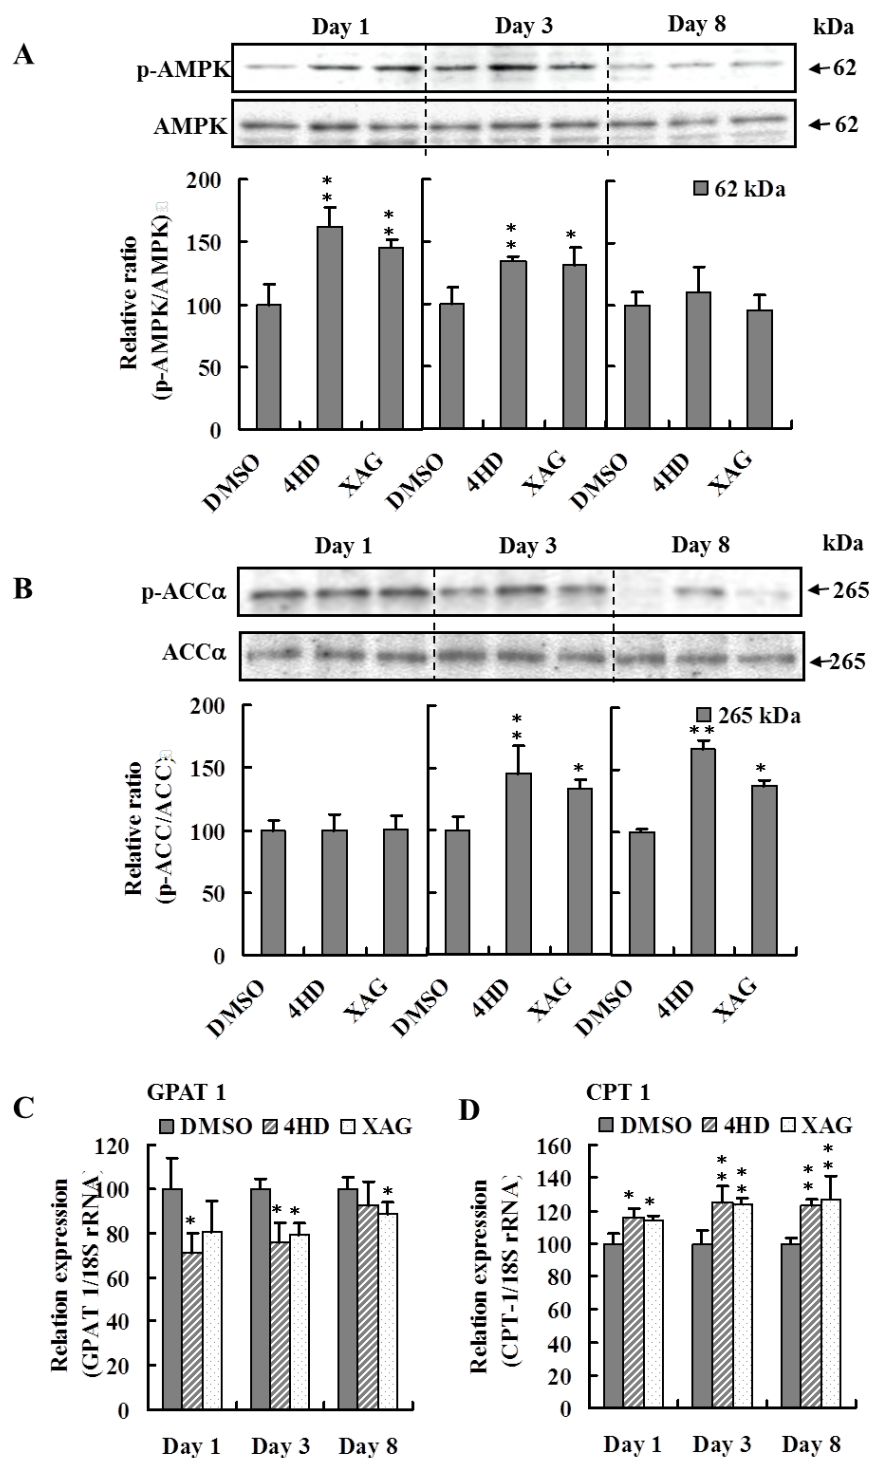 A
Day 1 Day 3 Day 8 kDa
p-AMPK 62
AMPK 62
Relative ratio
(p-AMPK/AMPK)
200
150
100
50
0
62 kDa
* * * * * * *
DMSO 4HD XAG DMSO 4HD XAG DMSO 4HD XAG
B
Day 1 Day 3 Day 8 kDa
p-ACCα 265
ACCα 265
Relative ratio
(p-ACC/ACC)
200
150
100
50
0
265 kDa
* * * ** *
DMSO 4HD XAG DMSO 4HD XAG DMSO 4HD XAG
C
GPAT 1
DMSO 4HD XAG
Relation expression
(GPAT 1/18S rRNA)
120
100
80
60
40
20
0
* * * *
Day 1 Day 3 Day 8
D
CPT 1
DMSO 4HD XAG
Relation expression
(CPT-1/18S rRNA)
160
140
120
100
80
60
40
20
0
* * * * * * * * * *
Day 1 Day 3 Day 8